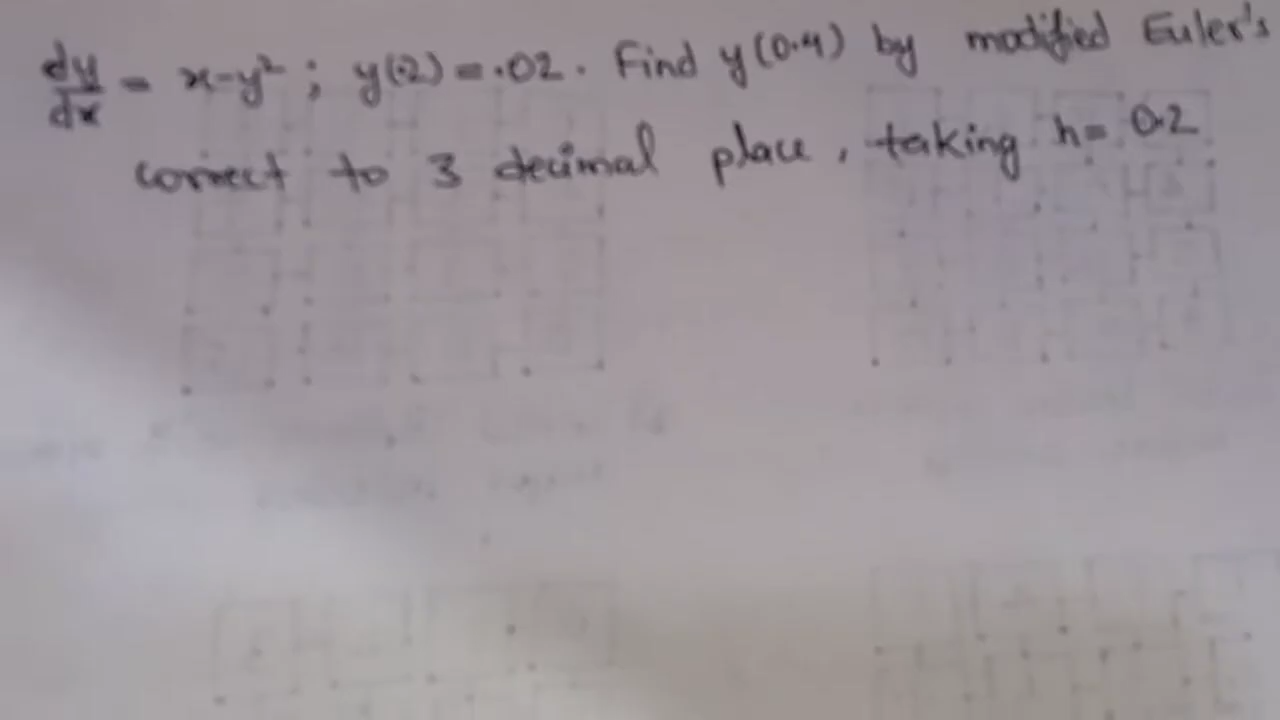 dy/dx = x-y² ; y(.2) = .02. Find y(0.4) by modified Euler's
correct to 3 decimal place, taking h= 0.2